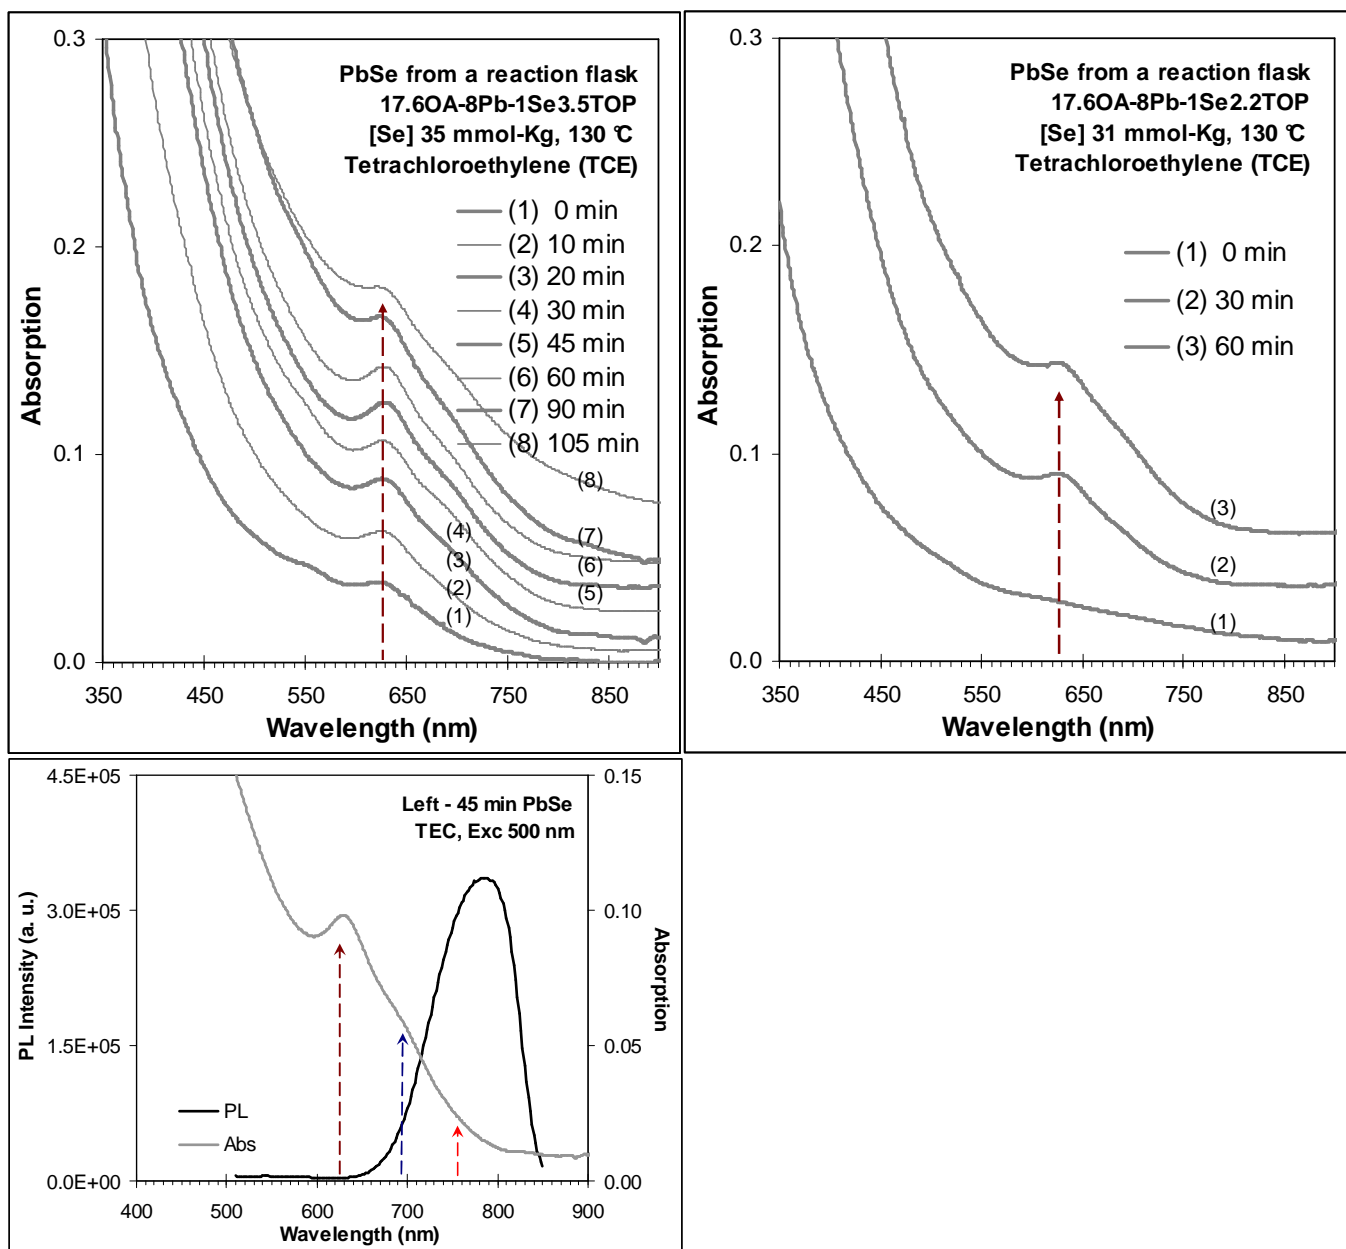 0.3
0.2
0.1
0.0
Absorption
PbSe from a reaction flask
17.6OA-8Pb-1Se3.5TOP
[Se] 35 mmol-Kg, 130 °C
Tetrachloroethylene (TCE)
(1) 0 min
(2) 10 min
(3) 20 min
(4) 30 min
(5) 45 min
(6) 60 min
(7) 90 min
(8) 105 min
(8)
(7)
(6)
(5)
(4)
(3)
(2)
(1)
350 450 550 650 750 850
Wavelength (nm)
0.3
0.2
0.1
0.0
Absorption
PbSe from a reaction flask
17.6OA-8Pb-1Se2.2TOP
[Se] 31 mmol-Kg, 130 °C
Tetrachloroethylene (TCE)
(1) 0 min
(2) 30 min
(3) 60 min
(3)
(2)
(1)
350 450 550 650 750 850
Wavelength (nm)
4.5E+05
3.0E+05
1.5E+05
0.0E+00
PL Intensity (a. u.)
Left - 45 min PbSe
TEC, Exc 500 nm
PL
Abs
0.15
0.10
0.05
0.00
Absorption
400 500 600 700 800 900
Wavelength (nm)